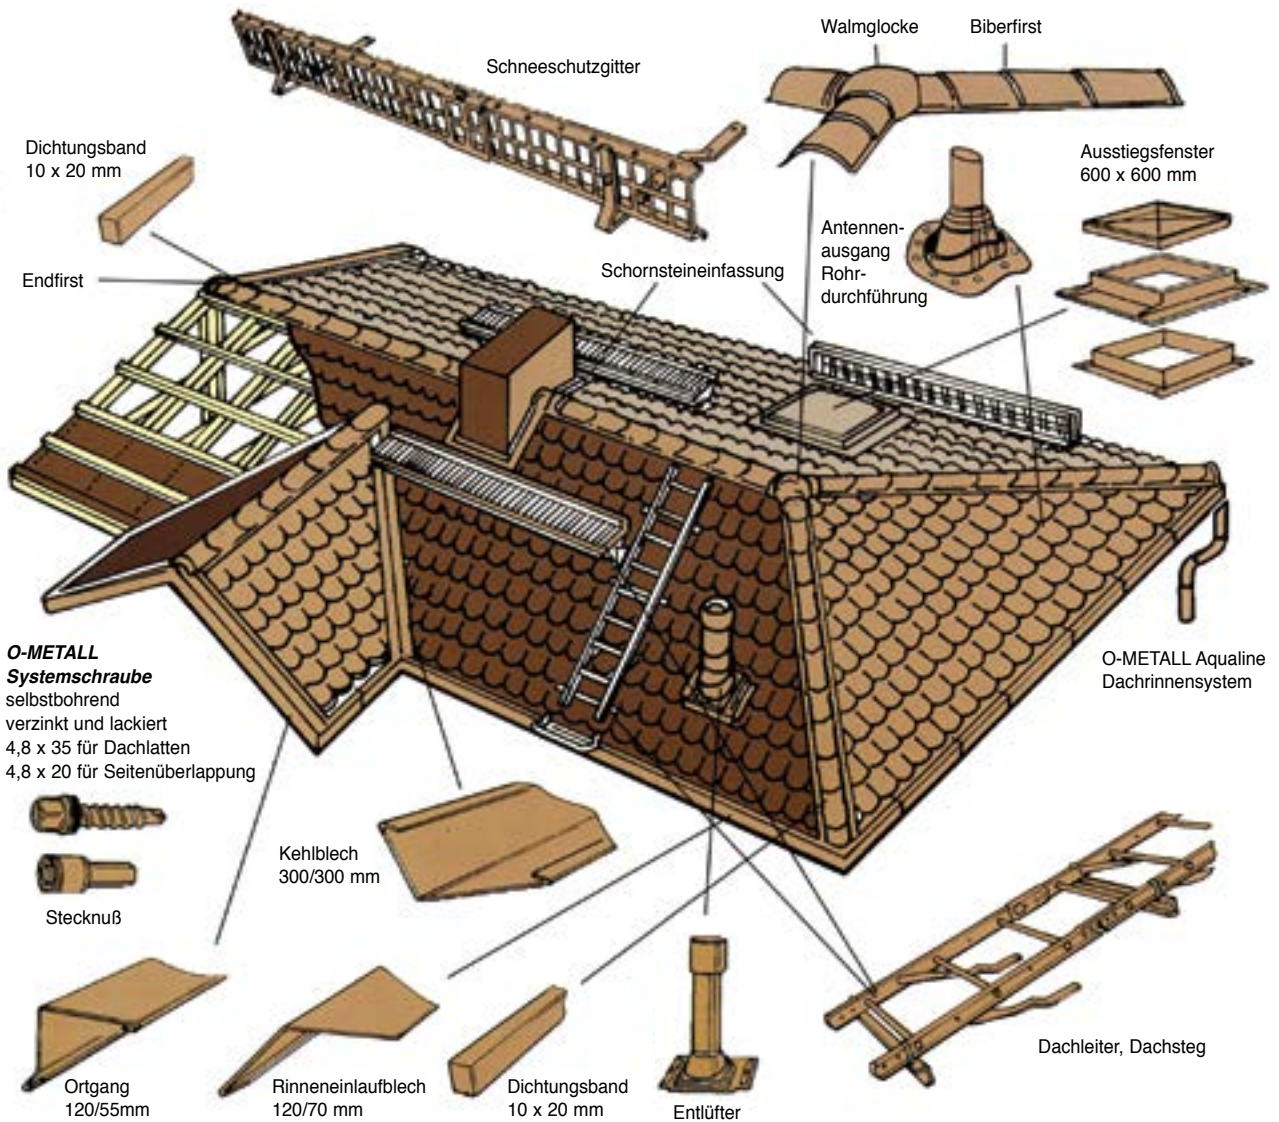 Walmglocke
Biberfirst
Schneeschutzgitter
Dichtungsband
10 x 20 mm
Ausstiegsfenster
600 x 600 mm
Antennen-
ausgang
Rohr-
durchführung
Schornsteineinfassung
Endfirst
O-METALL
Systemschraube
selbstbohrend
verzinkt und lackiert
4,8 x 35 für Dachlatten
4,8 x 20 für Seitenüberlappung
O-METALL Aqualine
Dachrinnensystem
Kehlblech
300/300 mm
Stecknuß
Ortgang
120/55mm
Rinneneinlaufblech
120/70 mm
Dichtungsband
10 x 20 mm
Entlüfter
Dachleiter, Dachsteg